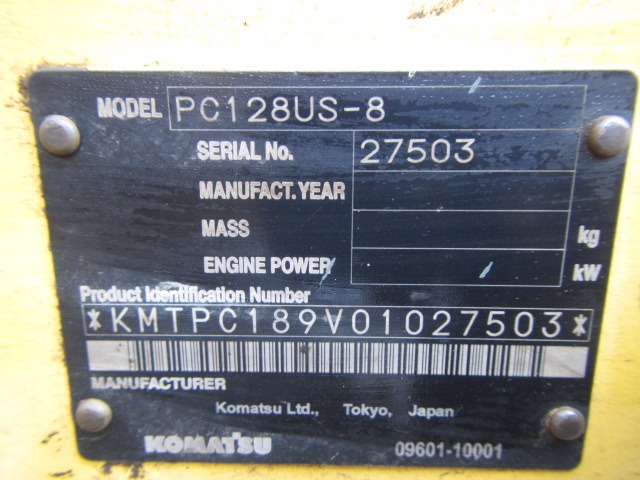 MODEL PC128US-8
SERIAL No. 27503
MANUFACT.YEAR
MASS kg
ENGINE POWER kW
Product Identification Number
*KMTPC189V01027503*
MANUFACTURER
Komatsu Ltd., Tokyo, Japan
KOMATSU 09601-10001